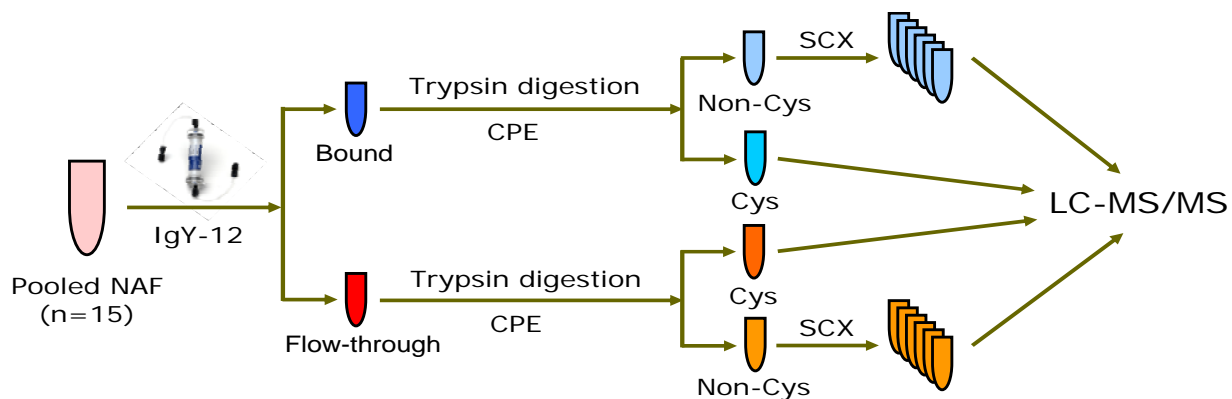 Pooled NAF
(n=15)
IgY-12
Bound
Flow-through
Trypsin digestion
CPE
Non-Cys
SCX
Cys
Trypsin digestion
CPE
Cys
Non-Cys
SCX
LC-MS/MS